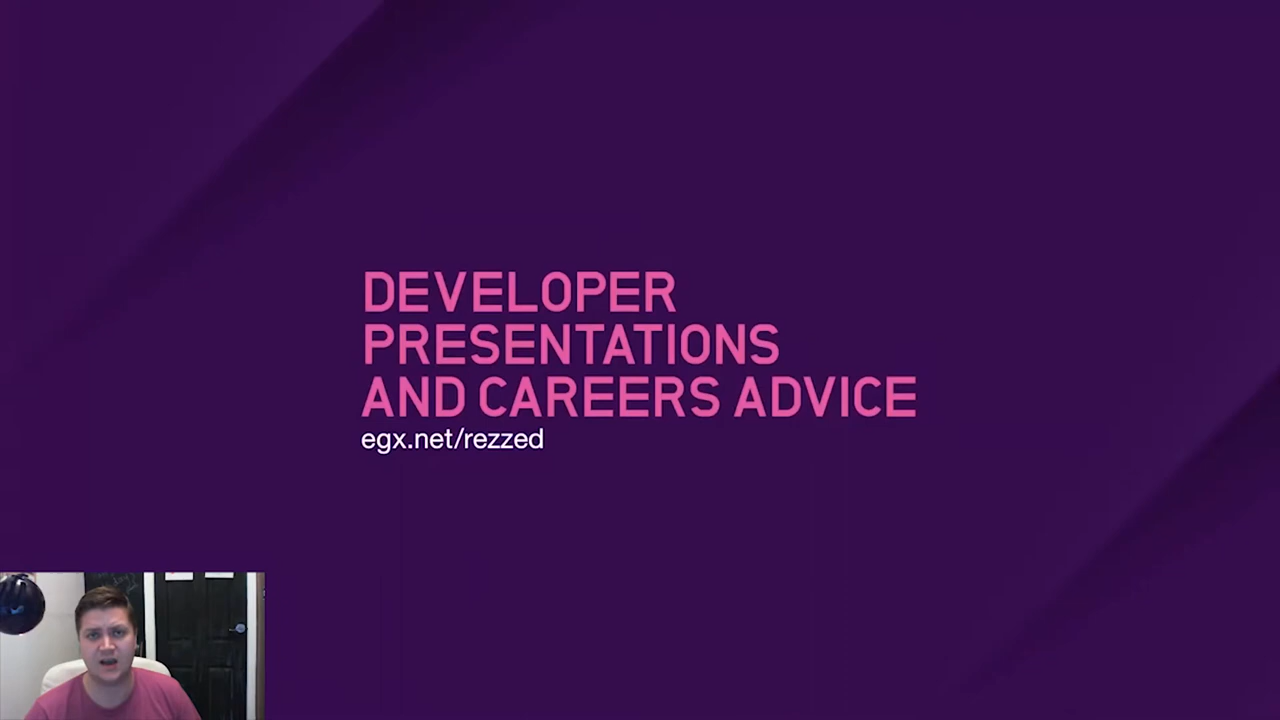 DEVELOPER
PRESENTATIONS
AND CAREERS ADVICE
egx.net/rezzed